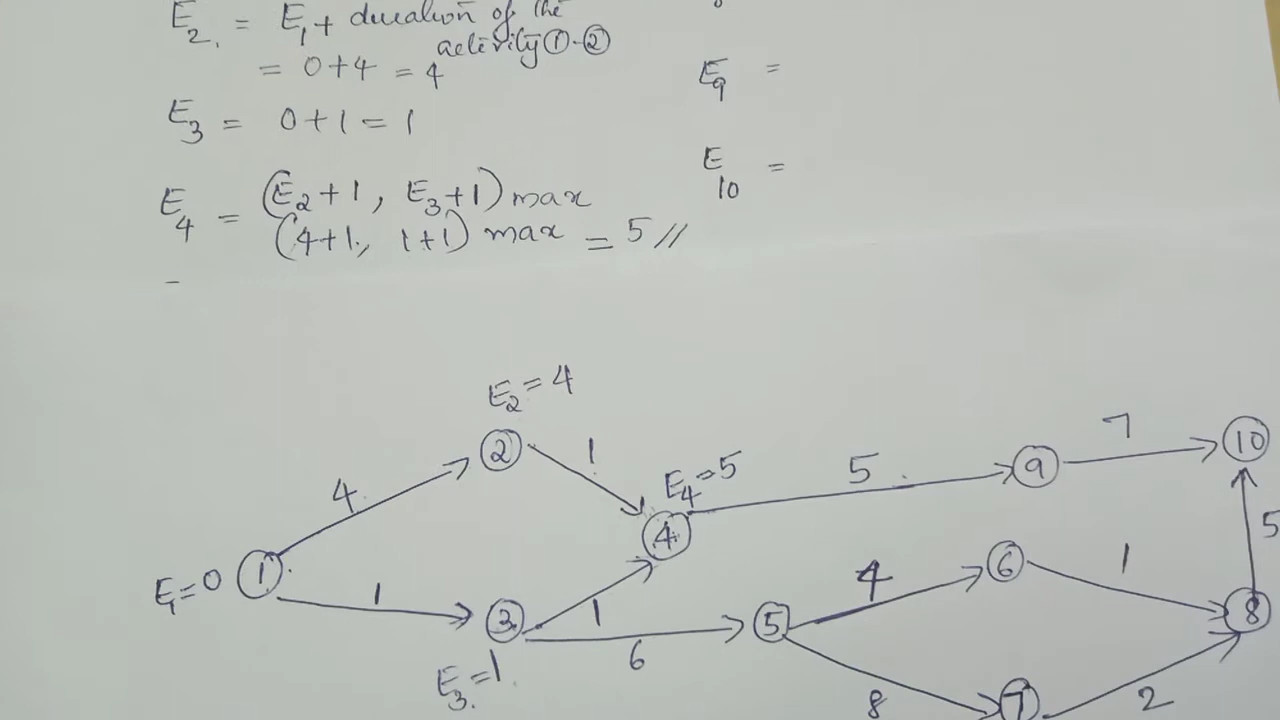 E2. = E1 + duration of the
activity ①-②
= 0+4 = 4
E3 = 0+1 = 1
E4 = (E2+1, E3+1) max
(4+1, 1+1) max = 5 //
E9 =
E10 =
E2 = 4
② 1
4
E4=5
④ 5 ⑨ 7 ⑩
E1=0 ①
1
③ 1
6
E3=1
⑤ 4 ⑥ 1 ⑧ 5
8 ⑦ 2